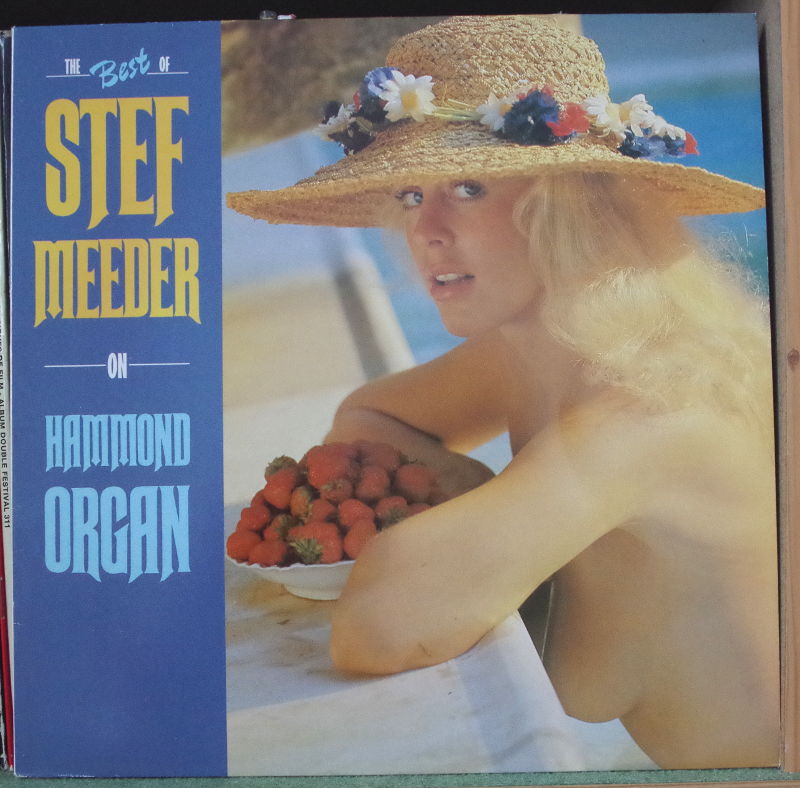 THE Best OF
STEF
MEEDER
ON
HAMMOND
ORGAN
ALBUM DOUBLE FESTIVAL 311